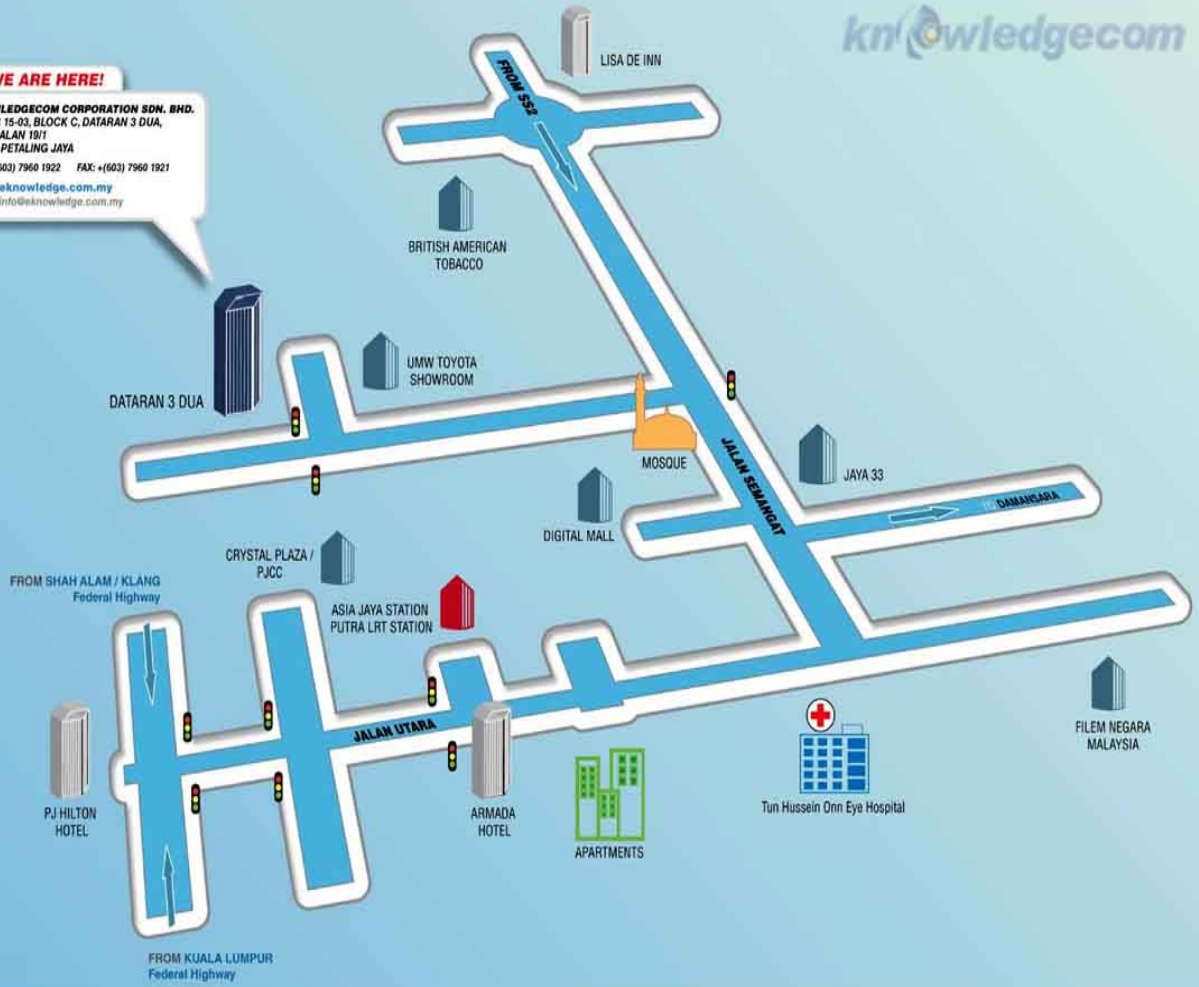 knowledgecom
WE ARE HERE!
LEDGECOM CORPORATION SDN. BHD.
15-03, BLOCK C, DATARAN 3 DUA,
ALAN 19/1
PETALING JAYA
603) 7960 1922 FAX: +(603) 7960 1921
eknowledge.com.my
info@eknowledge.com.my
LISA DE INN
FROM SS2
BRITISH AMERICAN
TOBACCO
UMW TOYOTA
SHOWROOM
DATARAN 3 DUA
MOSQUE
JALAN SEMANGAT
JAYA 33
DIGITAL MALL
TO DAMANSARA
CRYSTAL PLAZA /
PJCC
FROM SHAH ALAM / KLANG
Federal Highway
ASIA JAYA STATION
PUTRA LRT STATION
JALAN UTARA
FILEM NEGARA
MALAYSIA
PJ HILTON
HOTEL
ARMADA
HOTEL
Tun Hussein Onn Eye Hospital
APARTMENTS
FROM KUALA LUMPUR
Federal Highway